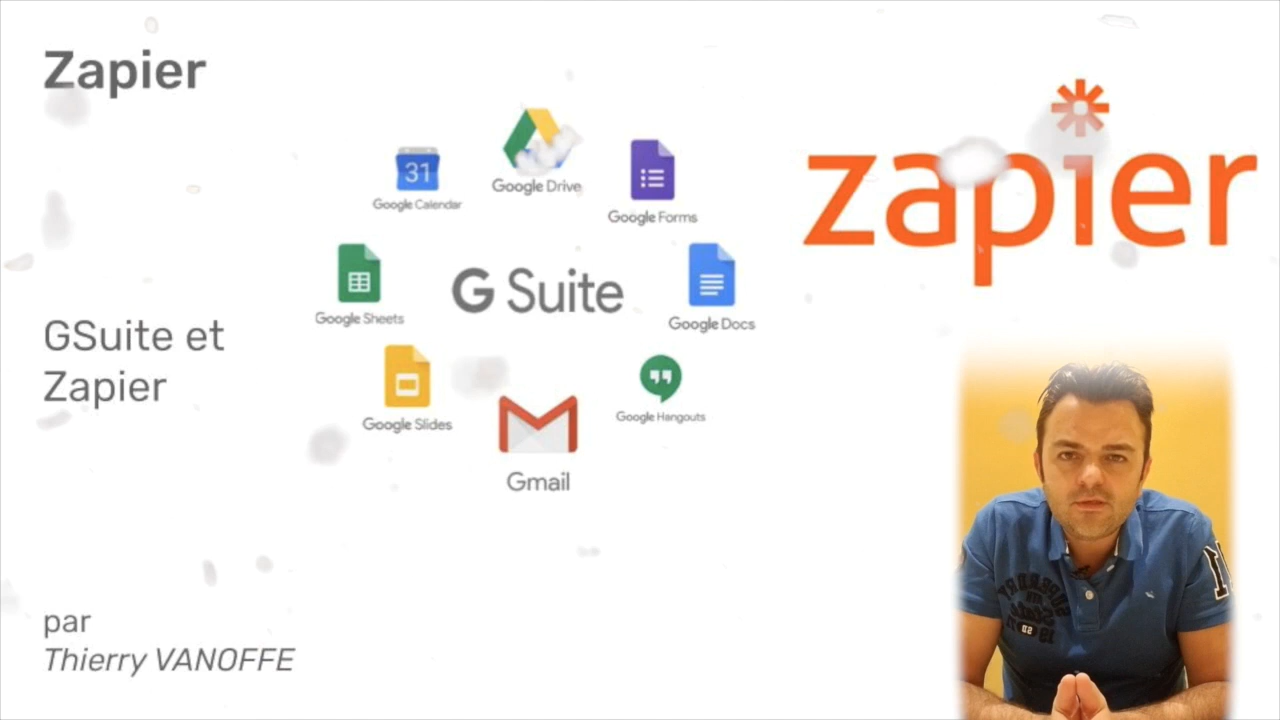 Zapier
zapier
31
Google Drive
Google Calendar
Google Forms
G Suite
Google Sheets
Google Docs
GSuite et
Zapier
Google Slides
Google Hangouts
Gmail
par
Thierry VANOFFE